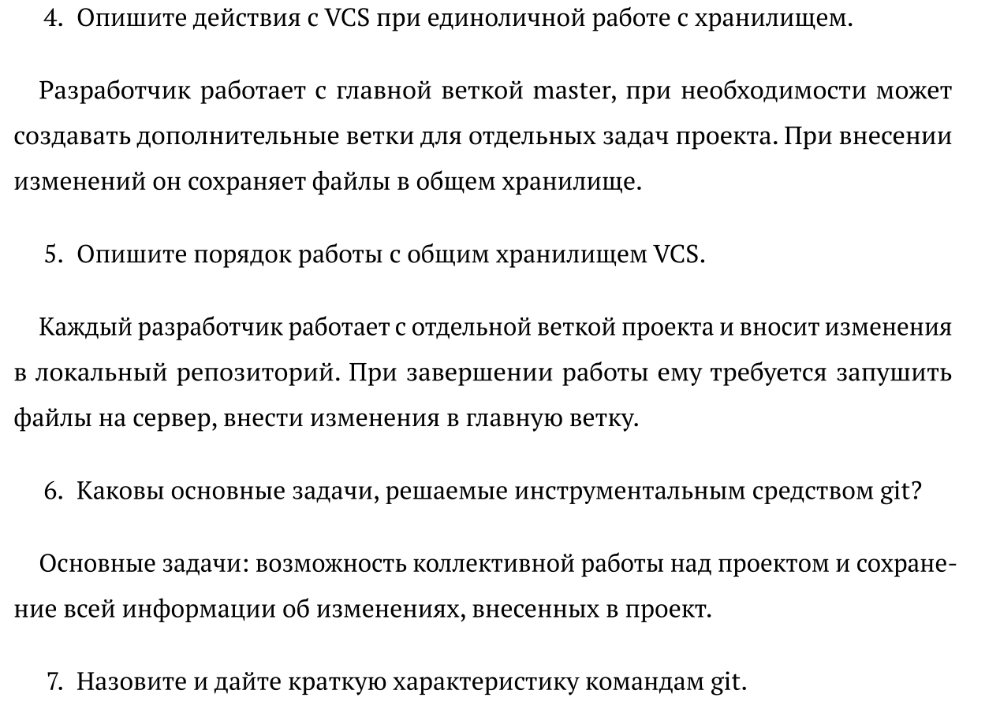 4. Опишите действия с VCS при единоличной работе с хранилищем.
Разработчик работает с главной веткой master, при необходимости может
создавать дополнительные ветки для отдельных задач проекта. При внесении
изменений он сохраняет файлы в общем хранилище.
5. Опишите порядок работы с общим хранилищем VCS.
Каждый разработчик работает с отдельной веткой проекта и вносит изменения
в локальный репозиторий. При завершении работы ему требуется запушить
файлы на сервер, внести изменения в главную ветку.
6. Каковы основные задачи, решаемые инструментальным средством git?
Основные задачи: возможность коллективной работы над проектом и сохране-
ние всей информации об изменениях, внесенных в проект.
7. Назовите и дайте краткую характеристику командам git.